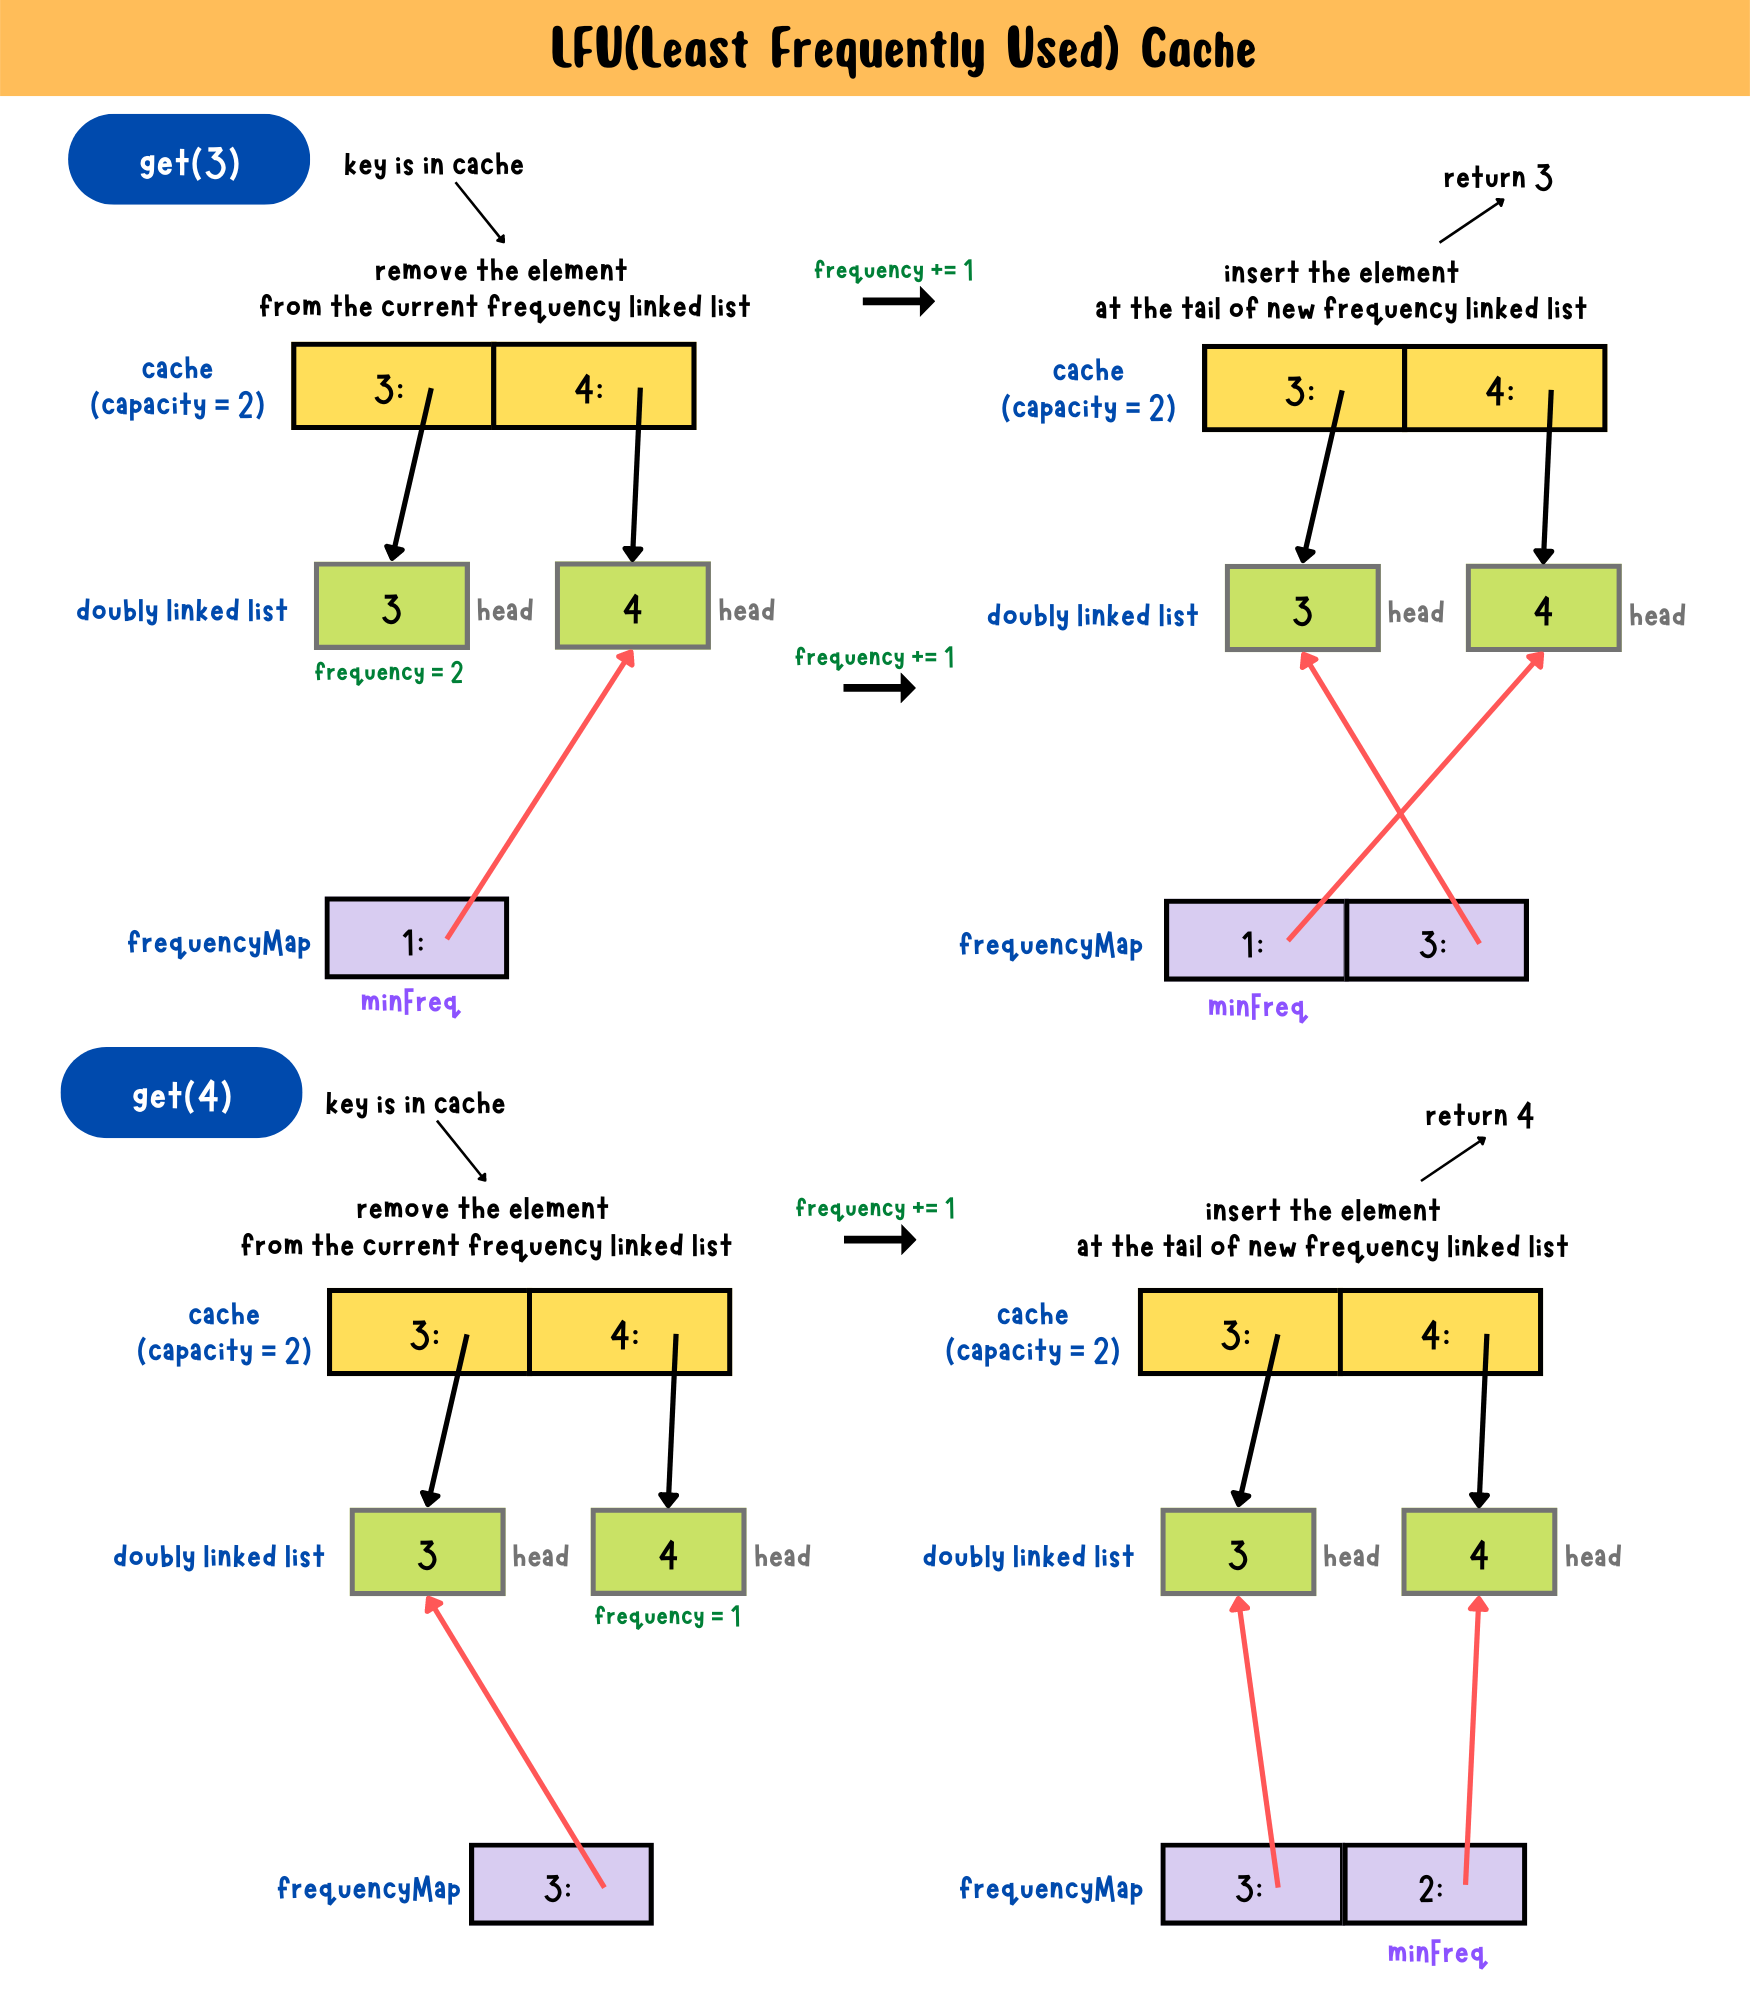 LFU(Least Frequently Used) Cache
get(3)
key is in cache
return 3
remove the element
from the current frequency linked list
frequency += 1
insert the element
at the tail of new frequency linked list
cache
(capacity = 2)
3:
4:
cache
(capacity = 2)
3:
4:
doubly linked list
3
head
4
head
frequency = 2
frequency += 1
doubly linked list
3
head
4
head
frequencyMap
1:
minFreq
frequencyMap
1:
3:
minFreq
get(4)
key is in cache
return 4
remove the element
from the current frequency linked list
frequency += 1
insert the element
at the tail of new frequency linked list
cache
(capacity = 2)
3:
4:
cache
(capacity = 2)
3:
4:
doubly linked list
3
head
4
head
frequency = 1
doubly linked list
3
head
4
head
frequencyMap
3:
frequencyMap
3:
2:
minFreq